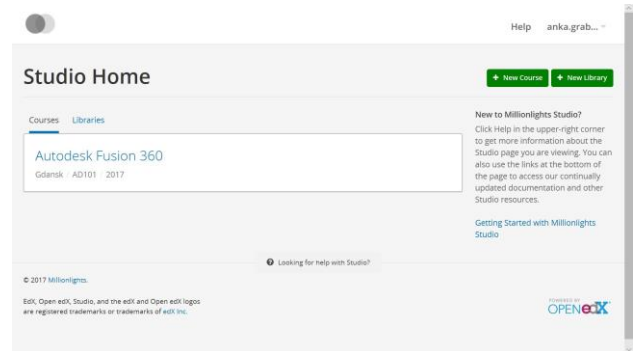 Help anka.grab...
Studio Home
+ New Course + New Library
Courses Libraries
Autodesk Fusion 360
Gdansk / AD101 / 2017
New to Millionlights Studio?
Click Help in the upper-right corner
to get more information about the
Studio page you are viewing. You can
also use the links at the bottom of
the page to access our continually
updated documentation and other
Studio resources.
Getting Started with Millionlights
Studio
Looking for help with Studio?
© 2017 Millionlights.
EdX, Open edX, Studio, and the edX and Open edX logos
are registered trademarks or trademarks of edX Inc.
POWERED BY
OPEN edX